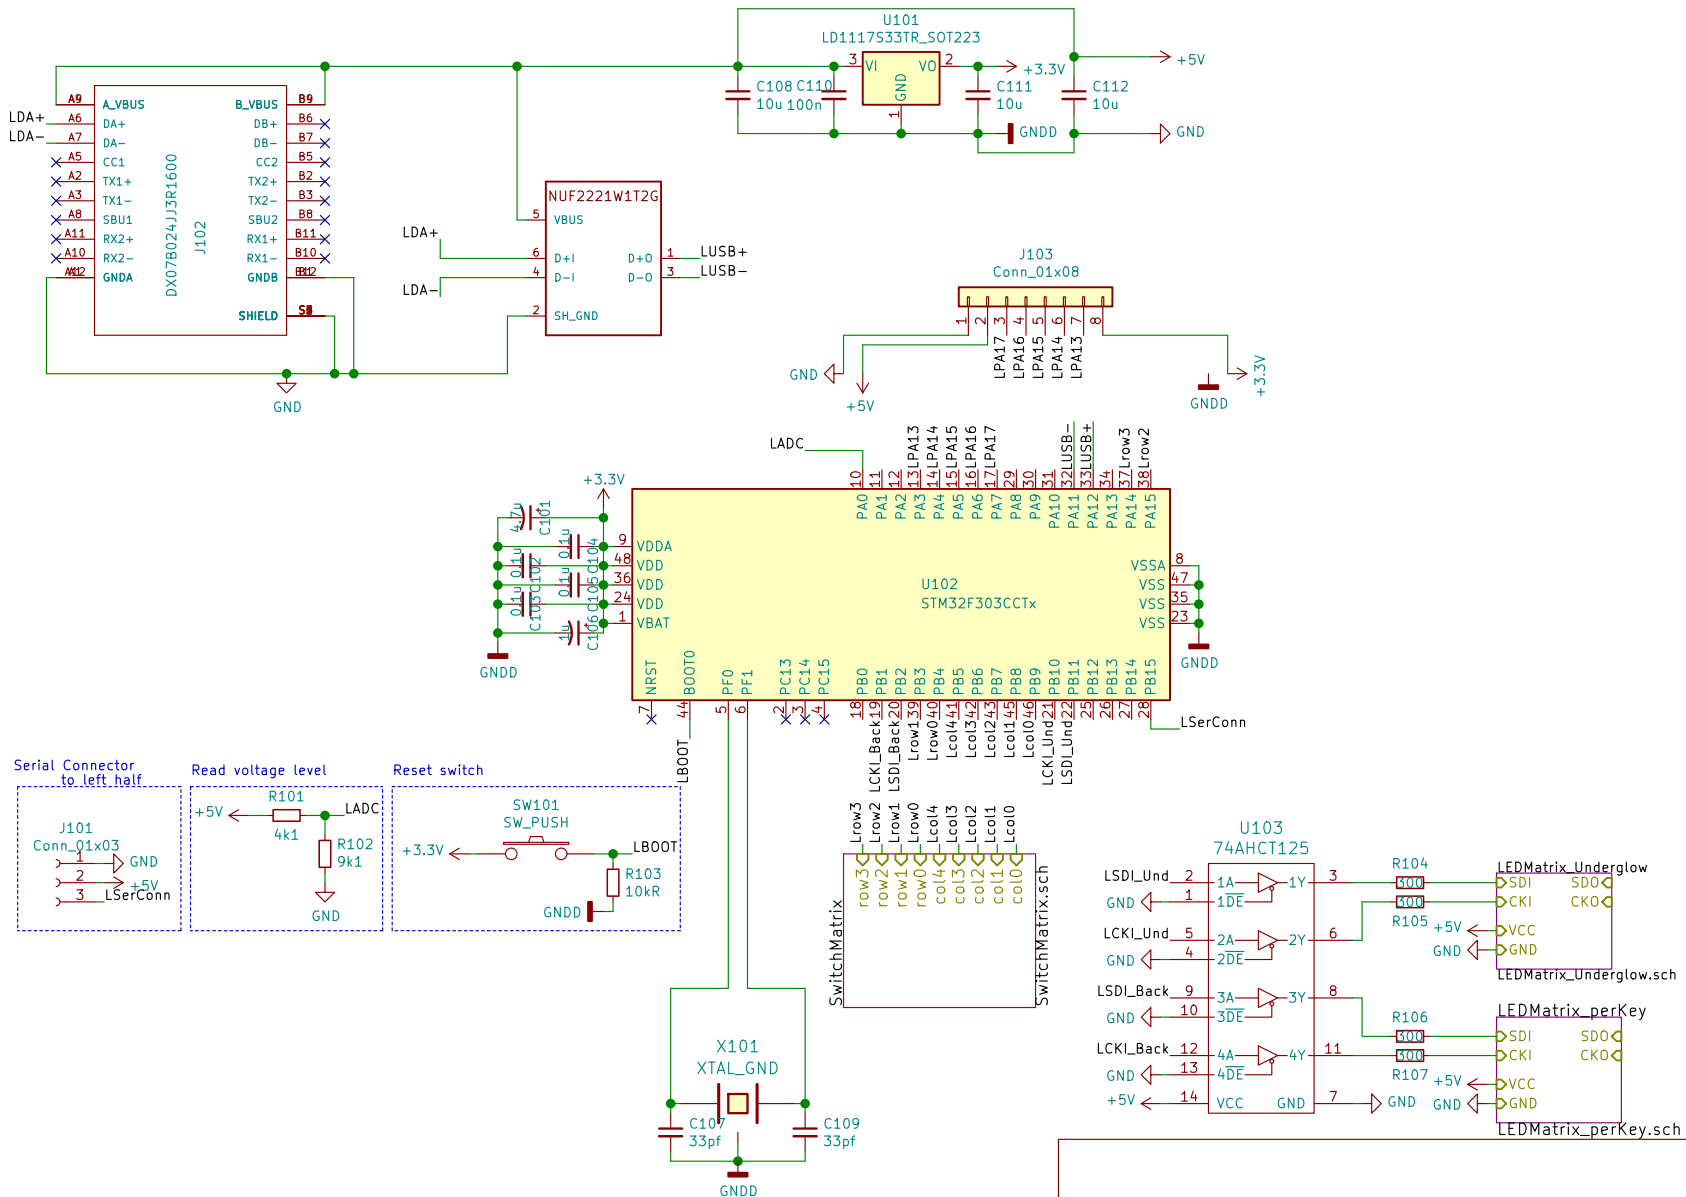 U101
LD1117S33TR_SOT223
3 VI VO 2
GND
1
+3.3V
+5V
C108
10u
C110
100n
C111
10u
C112
10u
GNDD
GND
LDA+
LDA-
A9 A_VBUS B_VBUS B9
A6 DA+ DB+ B6
A7 DA- DB- B7
A5 CC1 CC2 B5
A2 TX1+ TX2+ B2
A3 TX1- TX2- B3
A8 SBU1 SBU2 B8
A11 RX2+ RX1+ B11
A10 RX2- RX1- B10
A12 GNDA GNDB B12
SHIELD
DX07B024JJ3R1600
J102
GND
NUF2221W1T2G
5 VBUS
LDA+
6 D+I D+O 1 LUSB+
4 D-I D-O 3 LUSB-
LDA-
2 SH_GND
J103
Conn_01x08
1 2 3 4 5 6 7 8
LPA17
LPA16
LPA15
LPA14
LPA13
GND
+5V
+3.3V
GNDD
LADC
LPA13
LPA14
LPA15
LPA16
LPA17
LUSB-
LUSB+
Lrow3
Lrow2
10 11 12 13 14 15 16 17 29 30 31 32 33 34 37 38
PA0 PA1 PA2 PA3 PA4 PA5 PA6 PA7 PA8 PA9 PA10 PA11 PA12 PA13 PA14 PA15
+3.3V
4.7u
C101
0.1u
C104
0.1u
C102
0.1u
C105
0.1u
C103
1u
C106
GNDD
9 VDDA
48 VDD
36 VDD
24 VDD
1 VBAT
U102
STM32F303CCTx
VSSA 8
VSS 47
VSS 35
VSS 23
GNDD
NRST BOOT0 PF0 PF1 PC13 PC14 PC15 PB0 PB1 PB2 PB3 PB4 PB5 PB6 PB7 PB8 PB9 PB10 PB11 PB12 PB13 PB14 PB15
7 44 5 6 2 3 4 18 19 20 39 40 41 42 43 45 46 21 22 25 26 27 28
LBOOT
LCKI_Back
LSDI_Back
Lrow1
Lrow0
Lcol4
Lcol3
Lcol2
Lcol1
Lcol0
LCKI_Und
LSDI_Und
LSerConn
Serial Connector
to left half
J101
Conn_01x03
1 GND
2 +5V
3 LSerConn
Read voltage level
+5V
R101
4k1
LADC
R102
9k1
GND
Reset switch
SW101
SW_PUSH
+3.3V
LBOOT
R103
10kR
GNDD
Lrow3
Lrow2
Lrow1
Lrow0
Lcol4
Lcol3
Lcol2
Lcol1
Lcol0
row3
row2
row1
row0
col4
col3
col2
col1
col0
SwitchMatrix
SwitchMatrix.sch
X101
XTAL_GND
C107
33pf
C109
33pf
GNDD
U103
74AHCT125
LSDI_Und 2 1A 1Y 3
GND 1 1DE
LCKI_Und 5 2A 2Y 6
GND 4 2DE
LSDI_Back 9 3A 3Y 8
GND 10 3DE
LCKI_Back 12 4A 4Y 11
GND 13 4DE
+5V 14 VCC GND 7 GND
R104
300
300
R105
R106
300
300
R107
LEDMatrix_Underglow
SDI SDO
CKI CKO
+5V VCC
GND GND
LEDMatrix_Underglow.sch
LEDMatrix_perKey
SDI SDO
CKI CKO
+5V VCC
GND GND
LEDMatrix_perKey.sch